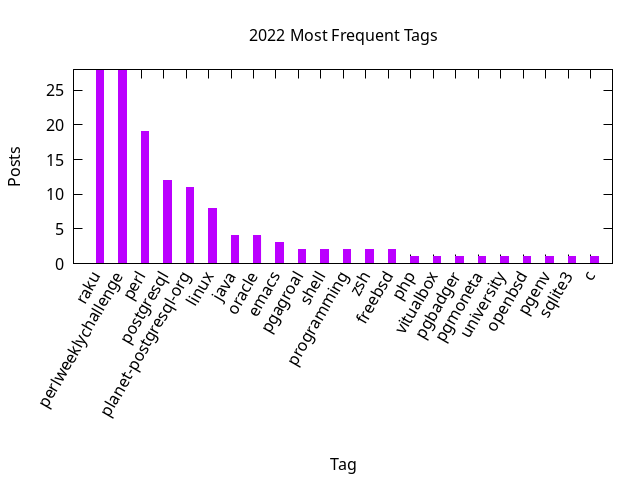 2022 Most Frequent Tags
Posts
25
20
15
10
5
0
raku
perlweeklychallenge
perl
postgresql
planet-postgresql-org
linux
java
oracle
emacs
pgagroal
shell
programming
zsh
freebsd
php
vitualbox
pgbadger
pgmoneta
university
openbsd
pgenv
sqlite3
c
Tag